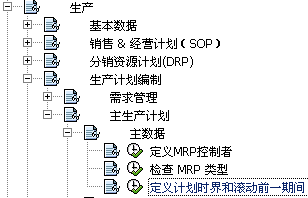 生产
基本数据
销售 & 经营计划 ( SOP )
分销资源计划(DRP)
生产计划编制
需求管理
主生产计划
主数据
定义MRP控制者
检查 MRP 类型
定义计划时界和滚动前一期间